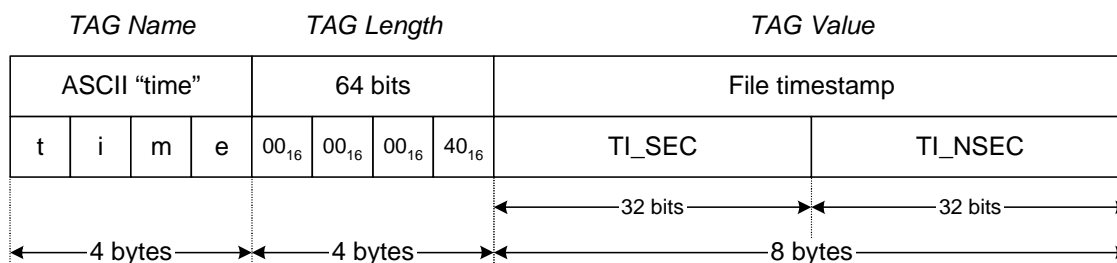 TAG Name TAG Length TAG Value
ASCII “time” 64 bits File timestamp
t i m e 00₁₆ 00₁₆ 00₁₆ 40₁₆ TI_SEC TI_NSEC
32 bits 32 bits
4 bytes 4 bytes 8 bytes